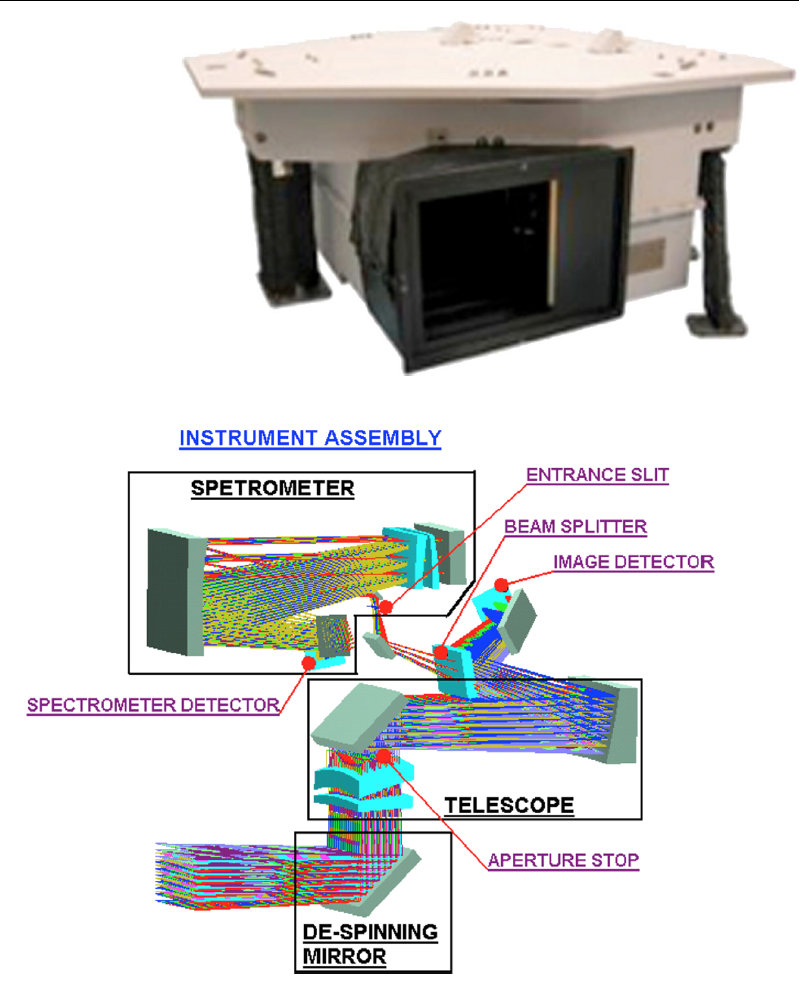 INSTRUMENT ASSEMBLY
SPETROMETER
ENTRANCE SLIT
BEAM SPLITTER
IMAGE DETECTOR
SPECTROMETER DETECTOR
TELESCOPE
APERTURE STOP
DE-SPINNING
MIRROR